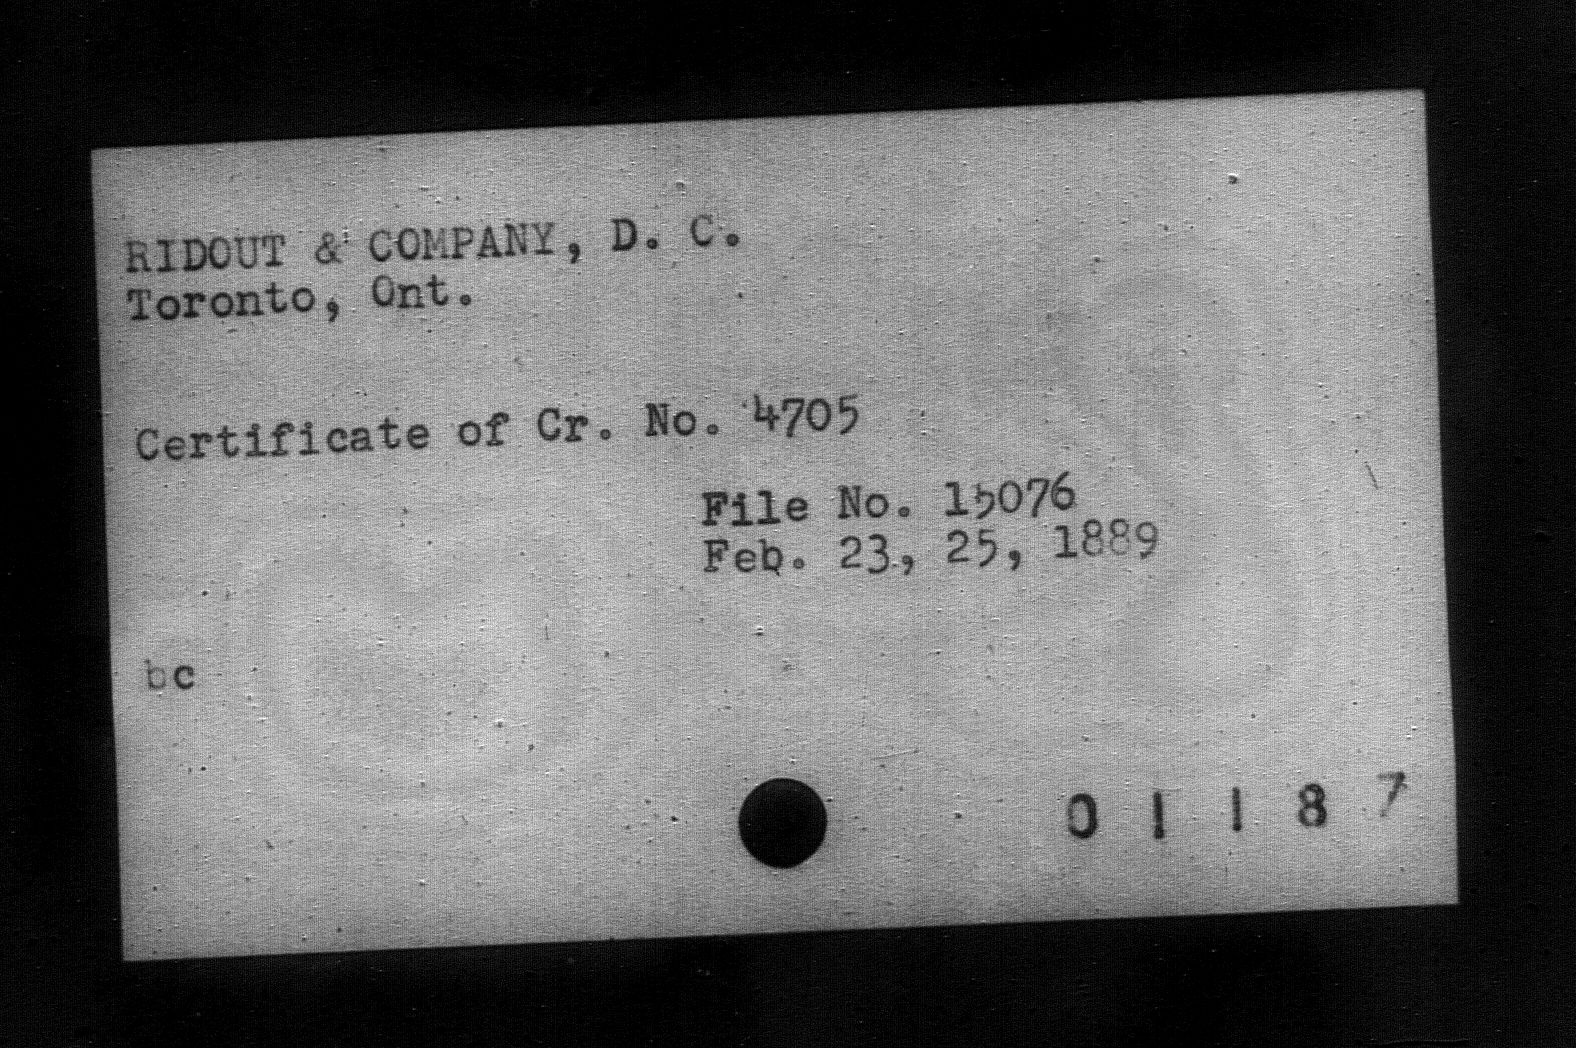 RIDOUT & COMPANY, D. C.
Toronto, Ont.
Certificate of Cr. No. 4705
File No. 15076
Feb. 23, 25, 1889
bc
0 1 1 8 7